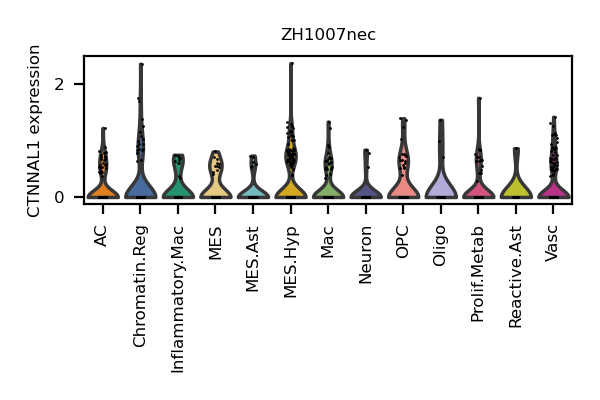 ZH1007nec
CTNNAL1 expression
2
0
AC
Chromatin.Reg
Inflammatory.Mac
MES
MES.Ast
MES.Hyp
Mac
Neuron
OPC
Oligo
Prolif.Metab
Reactive.Ast
Vasc